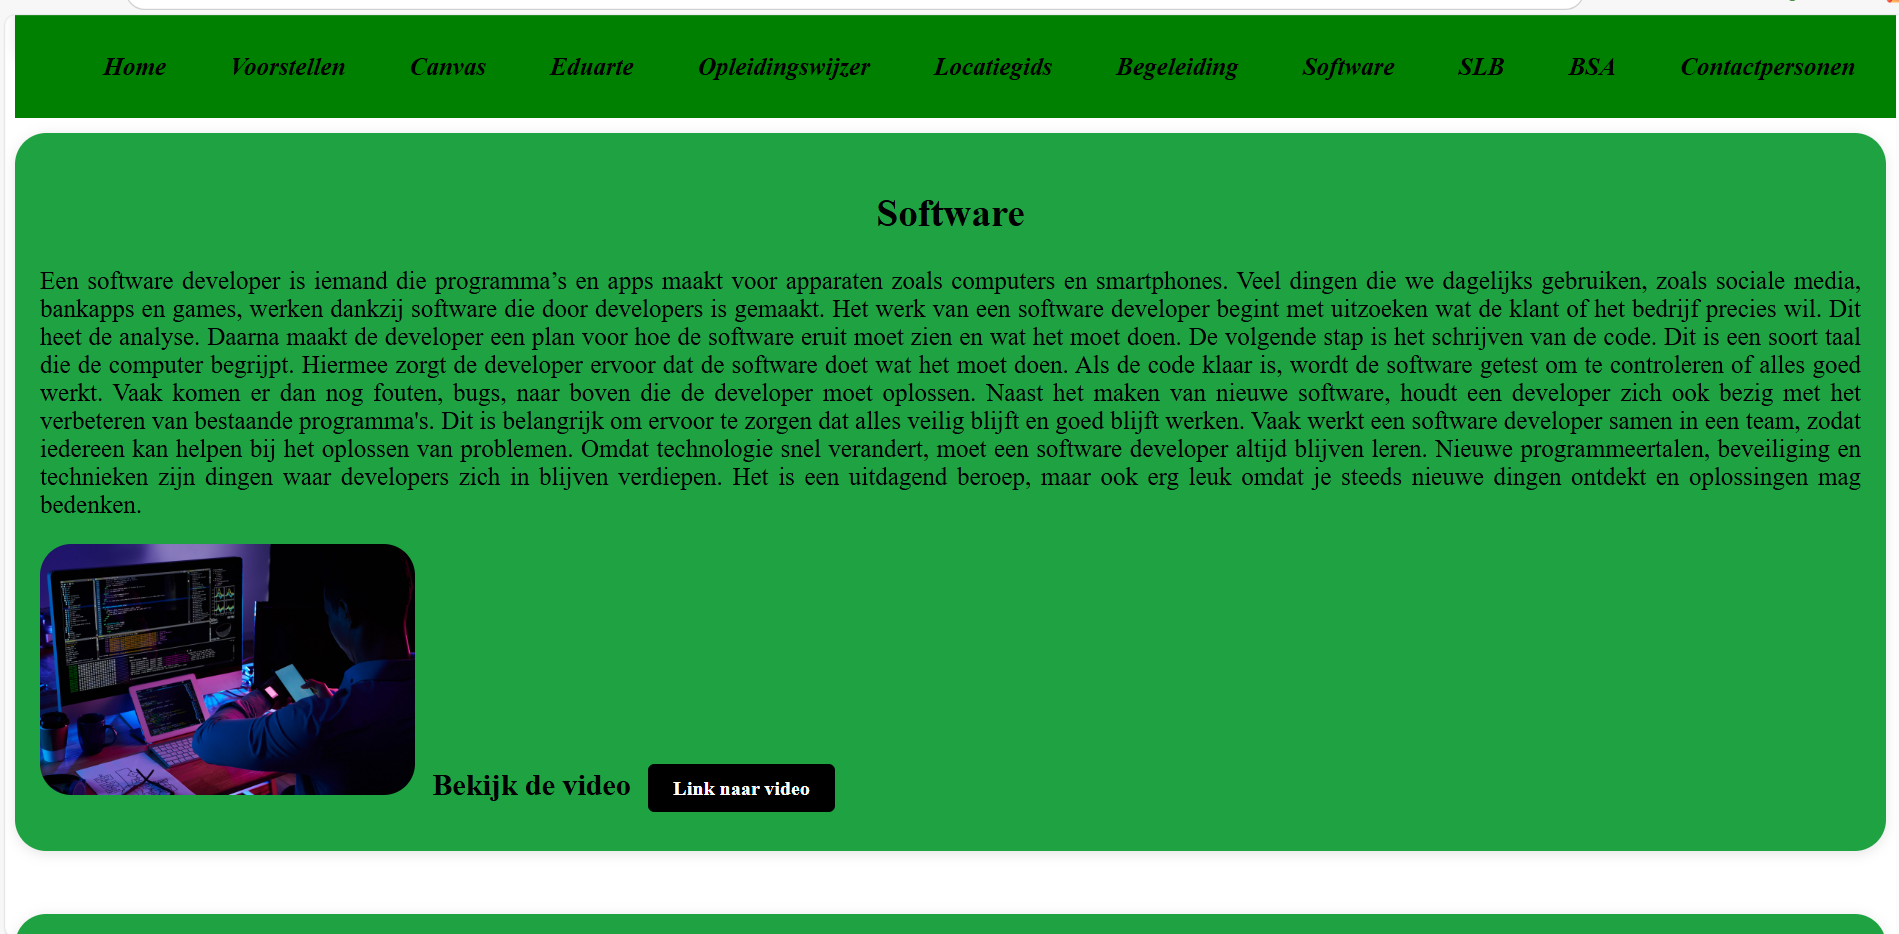 Home Voorstellen Canvas Eduarte Opleidingswijzer Locatiegids Begeleiding Software SLB BSA Contactpersonen
Software
Een software developer is iemand die programma’s en apps maakt voor apparaten zoals computers en smartphones. Veel dingen die we dagelijks gebruiken, zoals sociale media,
bankapps en games, werken dankzij software die door developers is gemaakt. Het werk van een software developer begint met uitzoeken wat de klant of het bedrijf precies wil. Dit
heet de analyse. Daarna maakt de developer een plan voor hoe de software eruit moet zien en wat het moet doen. De volgende stap is het schrijven van de code. Dit is een soort taal
die de computer begrijpt. Hiermee zorgt de developer ervoor dat de software doet wat het moet doen. Als de code klaar is, wordt de software getest om te controleren of alles goed
werkt. Vaak komen er dan nog fouten, bugs, naar boven die de developer moet oplossen. Naast het maken van nieuwe software, houdt een developer zich ook bezig met het
verbeteren van bestaande programma's. Dit is belangrijk om ervoor te zorgen dat alles veilig blijft en goed blijft werken. Vaak werkt een software developer samen in een team, zodat
iedereen kan helpen bij het oplossen van problemen. Omdat technologie snel verandert, moet een software developer altijd blijven leren. Nieuwe programmeertalen, beveiliging en
technieken zijn dingen waar developers zich in blijven verdiepen. Het is een uitdagend beroep, maar ook erg leuk omdat je steeds nieuwe dingen ontdekt en oplossingen mag
bedenken.
Bekijk de video Link naar video